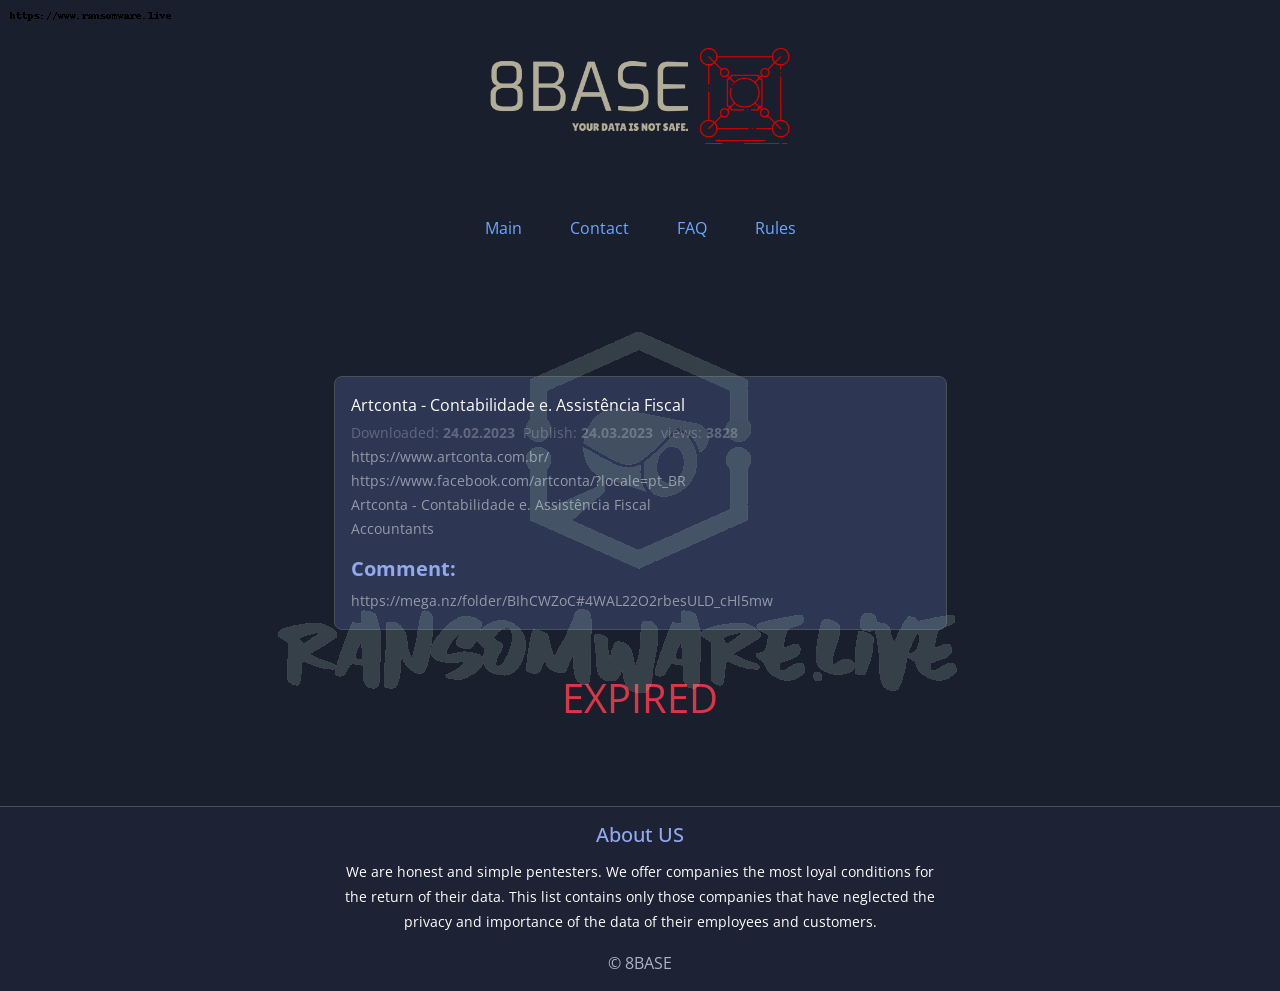 https://www.ransomware.live
8BASE
YOUR DATA IS NOT SAFE.
Main Contact FAQ Rules
Artconta - Contabilidade e. Assistência Fiscal
Downloaded: 24.02.2023 Publish: 24.03.2023 views: 3828
https://www.artconta.com.br/
https://www.facebook.com/artconta/?locale=pt_BR
Artconta - Contabilidade e. Assistência Fiscal
Accountants
Comment:
https://mega.nz/folder/BIhCWZoC#4WAL22O2rbesULD_cHl5mw
RANSOMWARE.LIVE
EXPIRED
About US
We are honest and simple pentesters. We offer companies the most loyal conditions for
the return of their data. This list contains only those companies that have neglected the
privacy and importance of the data of their employees and customers.
© 8BASE